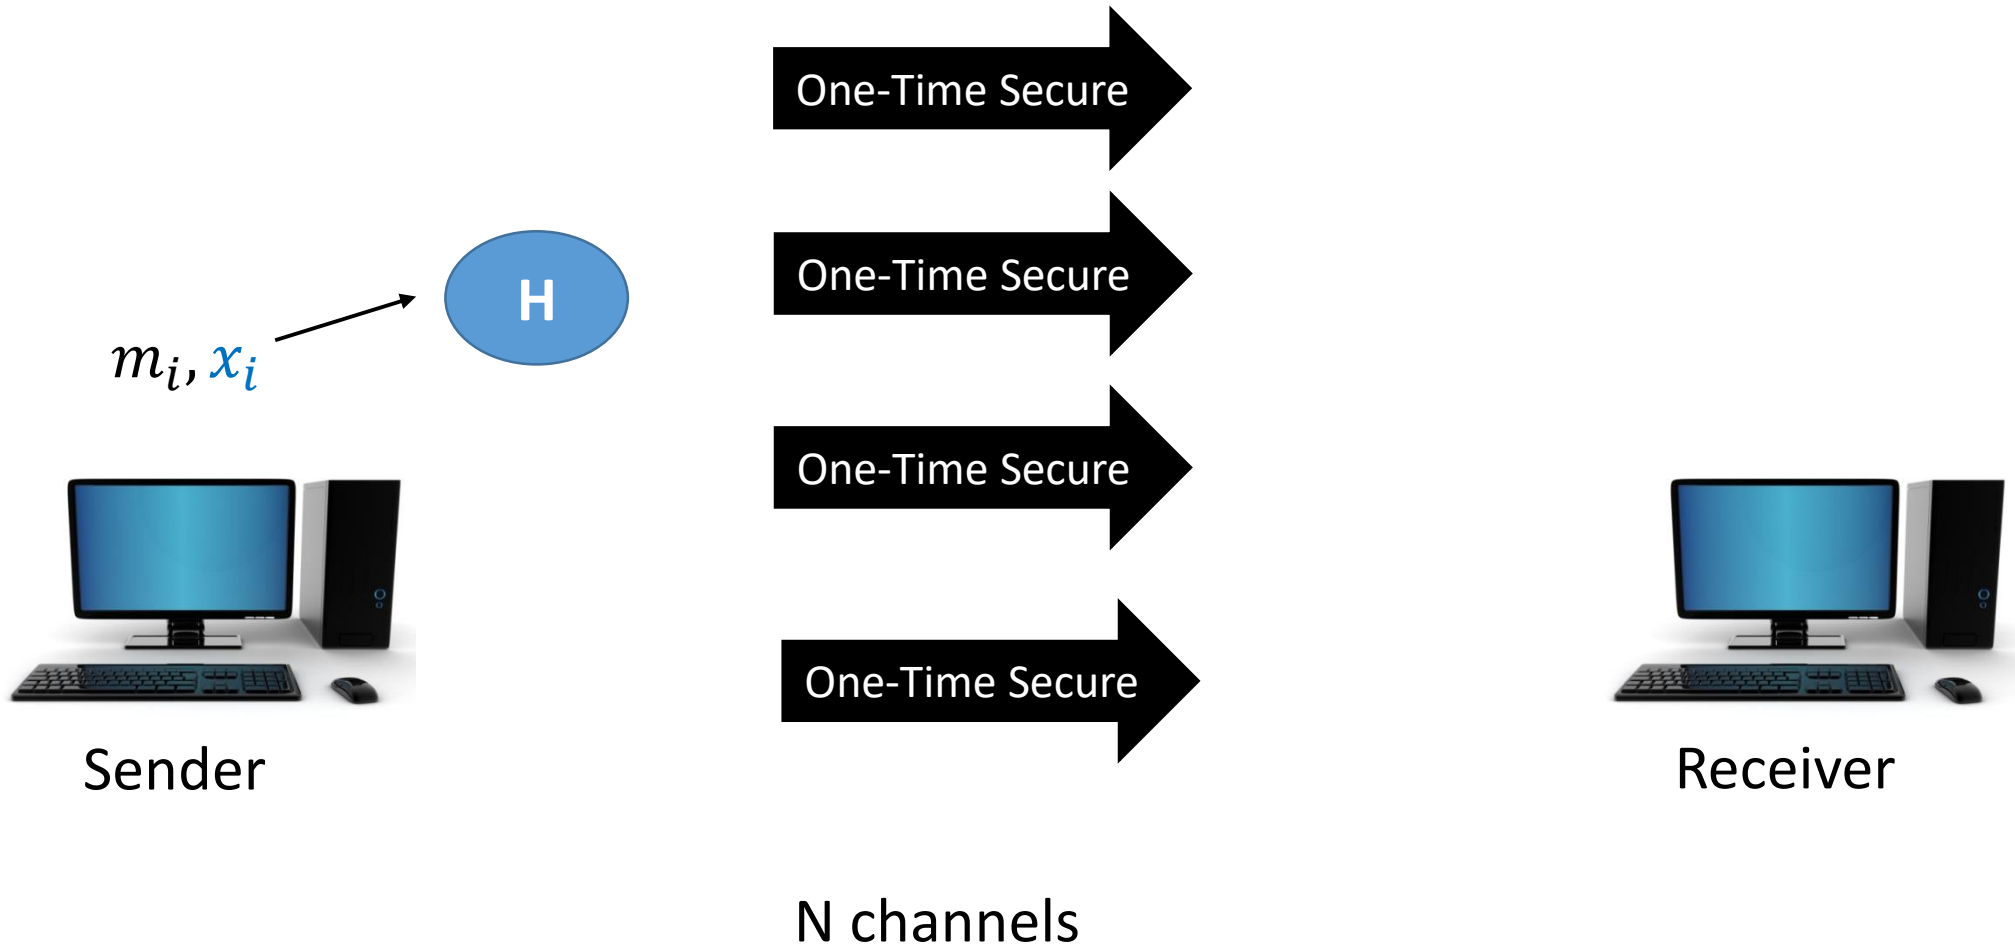 One-Time Secure
One-Time Secure
H
m_i, x_i
One-Time Secure
One-Time Secure
Sender
Receiver
N channels